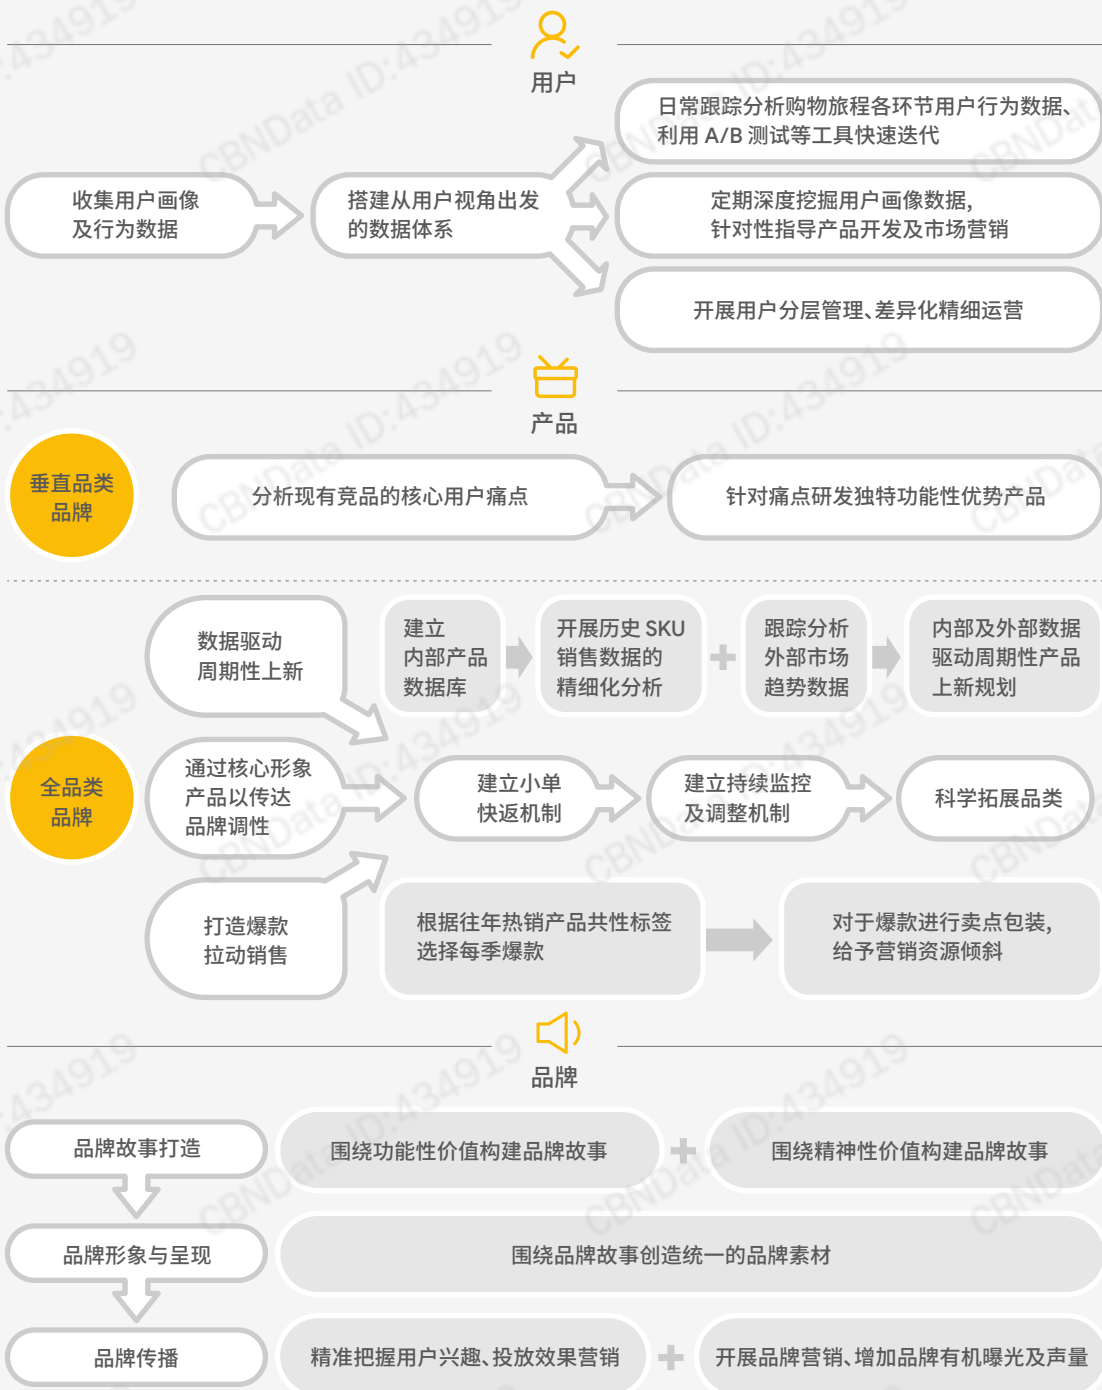 用户
日常跟踪分析购物旅程各环节用户行为数据、
利用 A/B 测试等工具快速迭代
收集用户画像
及行为数据
搭建从用户视角出发
的数据体系
定期深度挖掘用户画像数据,
针对性指导产品开发及市场营销
开展用户分层管理、差异化精细运营
产品
垂直品类
品牌
分析现有竞品的核心用户痛点
针对痛点研发独特功能性优势产品
数据驱动
周期性上新
建立
内部产品
数据库
开展历史 SKU
销售数据的
精细化分析
跟踪分析
外部市场
趋势数据
内部及外部数据
驱动周期性产品
上新规划
全品类
品牌
通过核心形象
产品以传达
品牌调性
建立小单
快返机制
建立持续监控
及调整机制
科学拓展品类
打造爆款
拉动销售
根据往年热销产品共性标签
选择每季爆款
对于爆款进行卖点包装,
给予营销资源倾斜
品牌
品牌故事打造
围绕功能性价值构建品牌故事
围绕精神性价值构建品牌故事
品牌形象与呈现
围绕品牌故事创造统一的品牌素材
品牌传播
精准把握用户兴趣、投放效果营销
开展品牌营销、增加品牌有机曝光及声量
CBNData ID:434919